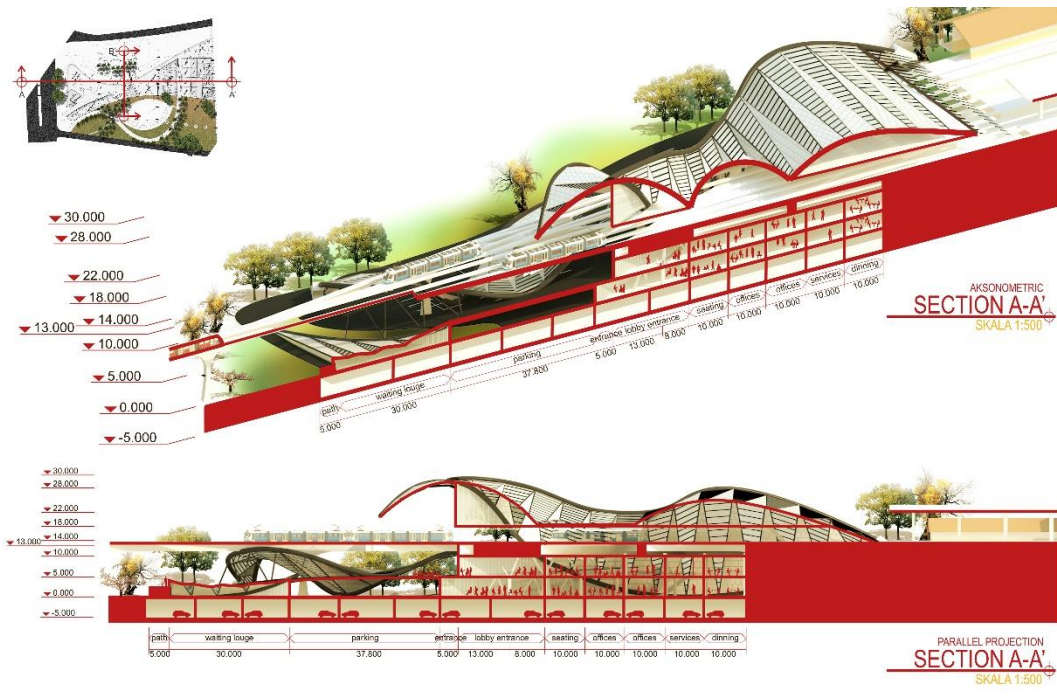 B
A
A'
30.000
28.000
22.000
18.000
14.000
13.000
10.000
5.000
0.000
-5.000
path
waiting louge
parking
entrance
lobby entrance
seating
offices
offices
services
dinning
5.000
30.000
37.800
5.000
13.000
8.000
10.000
10.000
10.000
10.000
10.000
AKSONOMETRIC
SECTION A-A'
SKALA 1:500
30.000
28.000
22.000
18.000
14.000
13.000
10.000
5.000
0.000
-5.000
path waiting louge parking entrance lobby entrance seating offices offices services dinning
5.000 30.000 37.800 5.000 13.000 8.000 10.000 10.000 10.000 10.000 10.000
PARALLEL PROJECTION
SECTION A-A'
SKALA 1:500